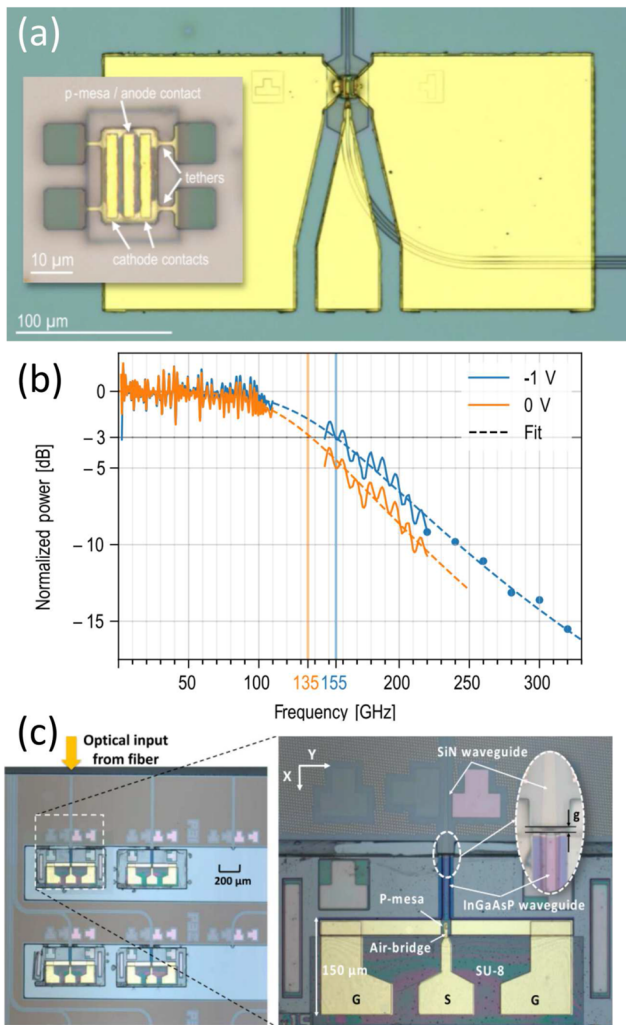 (a)
p-mesa / anode contact
tethers
10 μm
cathode contacts
100 μm
(b)
-1 V
0 V
Fit
Normalized power [dB]
0
−3
−5
−10
−15
50
100
135
155
200
250
300
Frequency [GHz]
(c)
Optical input
from fiber
200 μm
Y
X
SiN waveguide
g
InGaAsP waveguide
P-mesa
Air-bridge
150 μm
SU-8
G
S
G